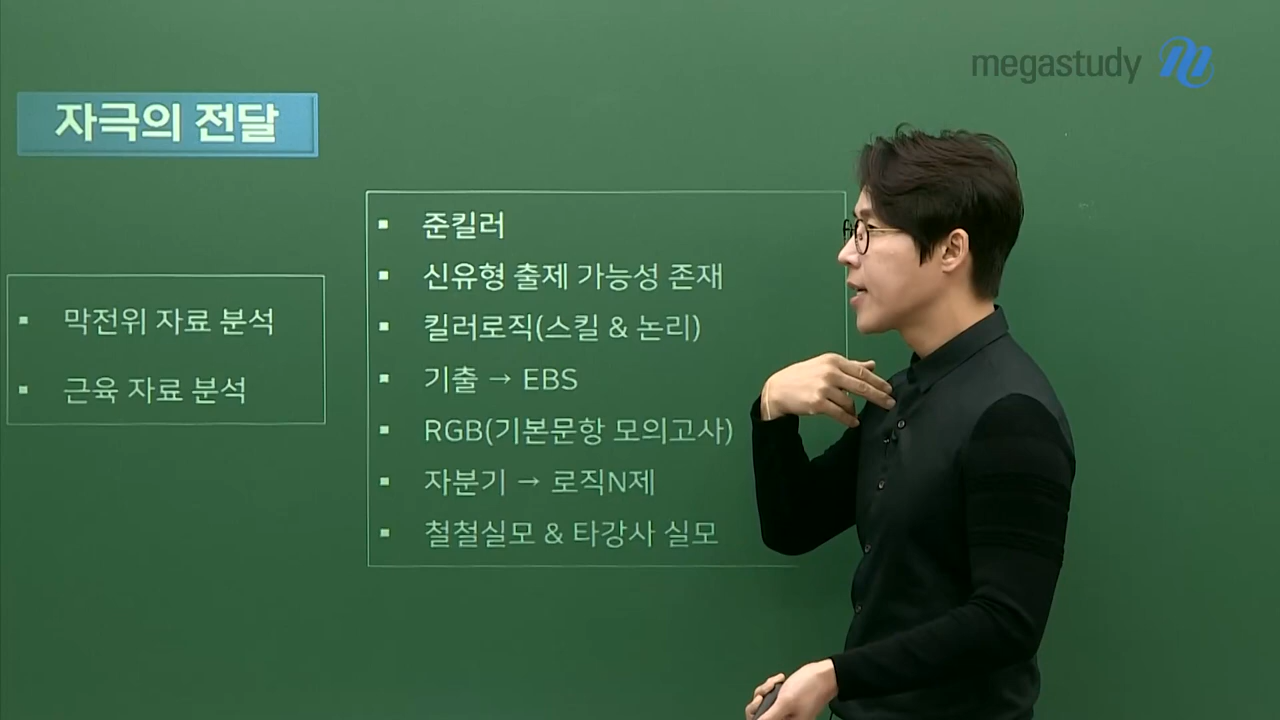 megastudy
자극의 전달
막전위 자료 분석
근육 자료 분석
준킬러
신유형 출제 가능성 존재
킬러로직(스킬 & 논리)
기출 → EBS
RGB(기본문항 모의고사)
자분기 → 로직N제
철철실모 & 타강사 실모